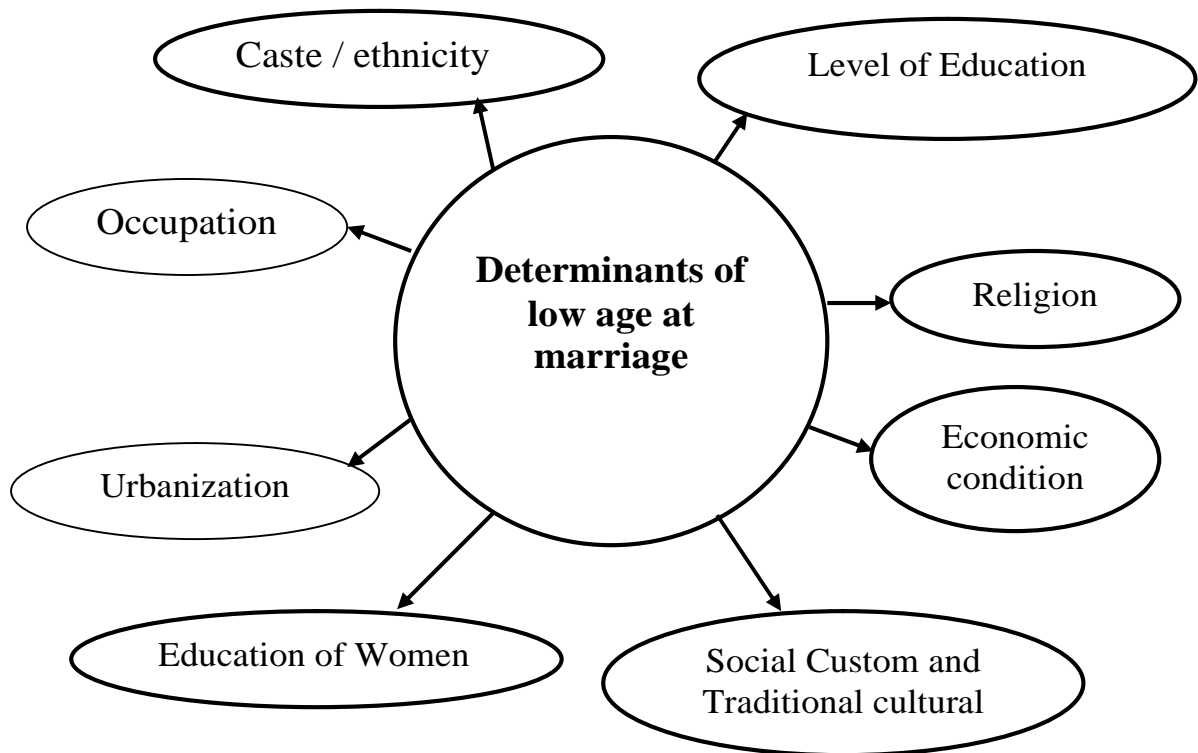 Caste / ethnicity
Level of Education
Occupation
Determinants of
low age at
marriage
Religion
Economic
condition
Urbanization
Education of Women
Social Custom and
Traditional cultural